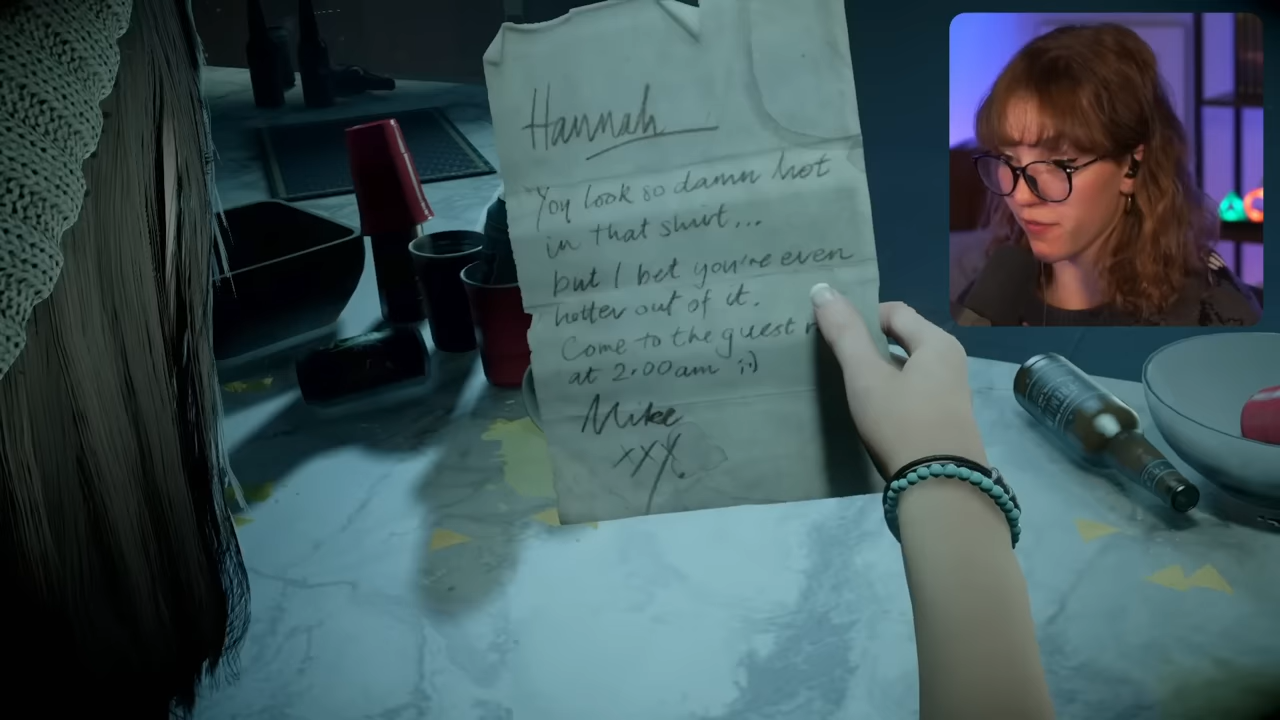 Hannah
You look so damn hot
in that shirt...
but I bet you're even
hotter out of it.
Come to the guest
at 2:00am ;)
Mike
xxx